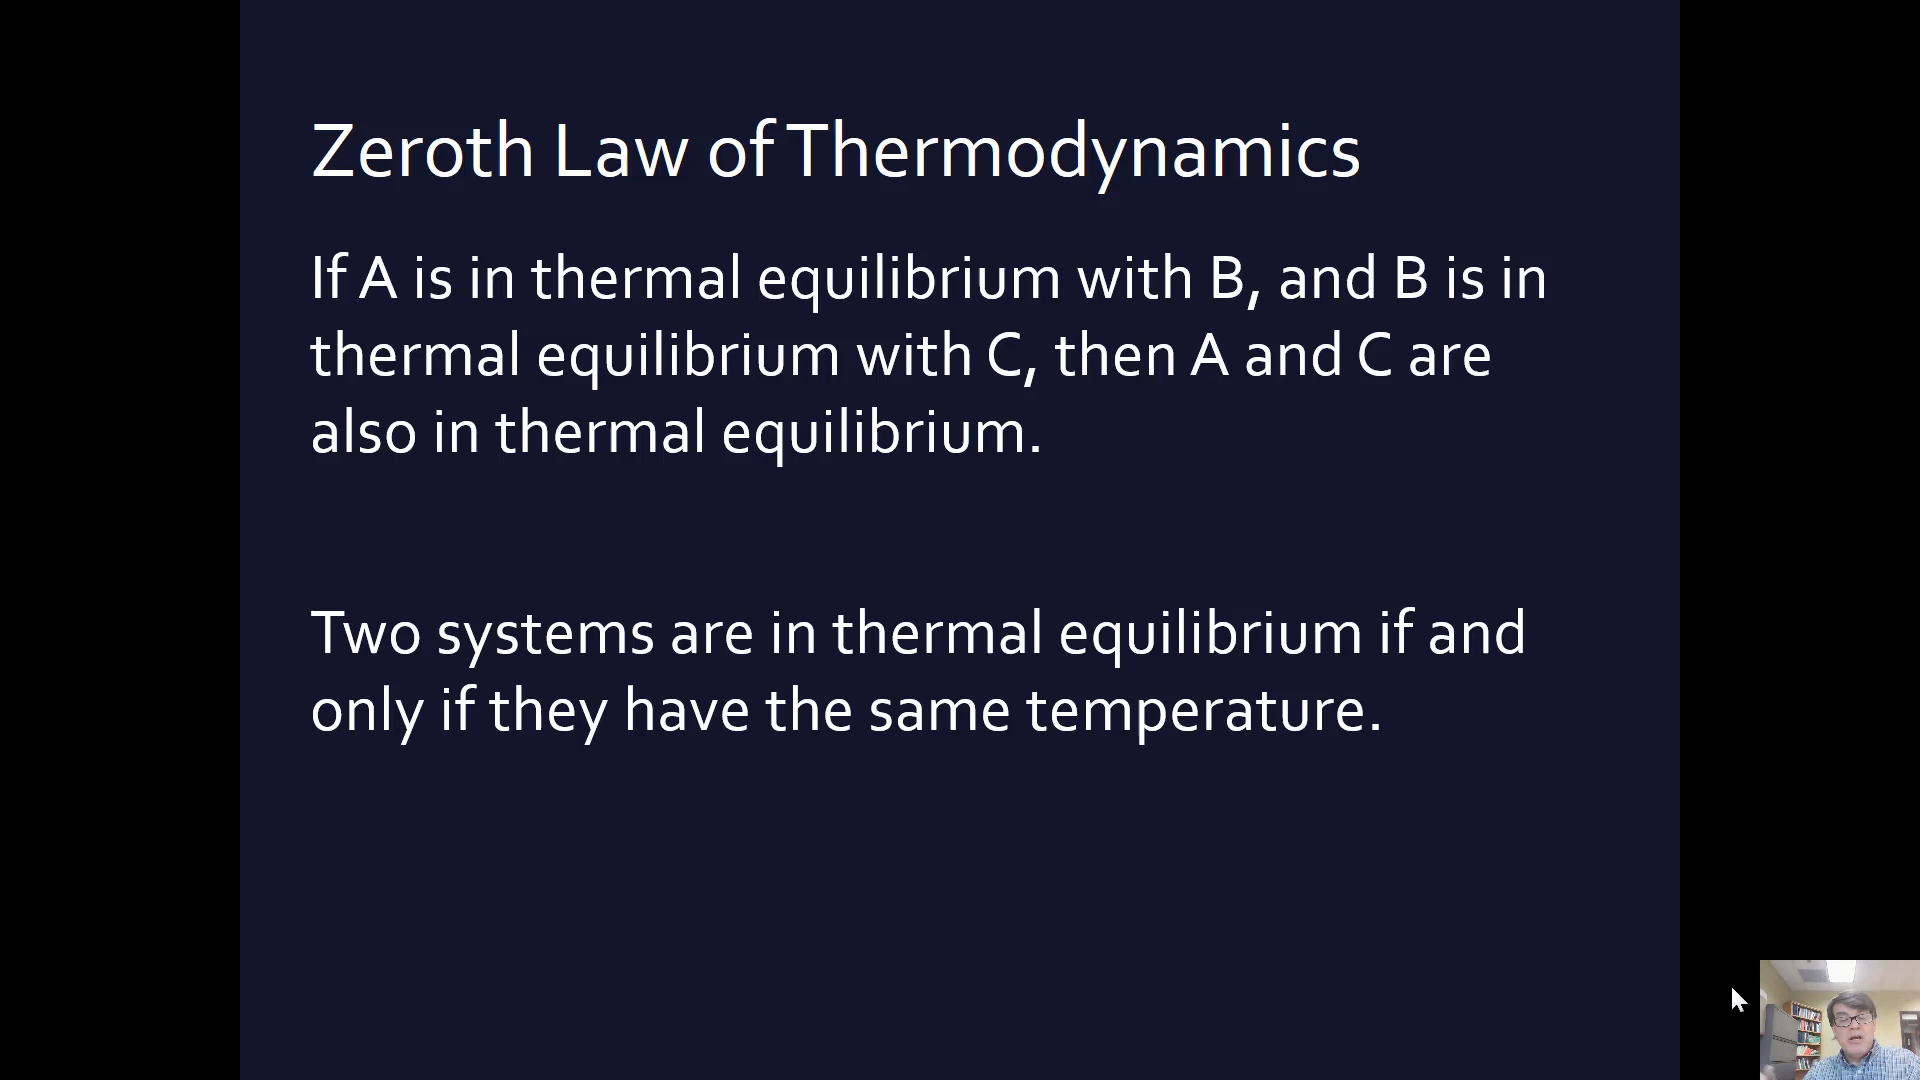 Zeroth Law of Thermodynamics
If A is in thermal equilibrium with B, and B is in
thermal equilibrium with C, then A and C are
also in thermal equilibrium.
Two systems are in thermal equilibrium if and
only if they have the same temperature.